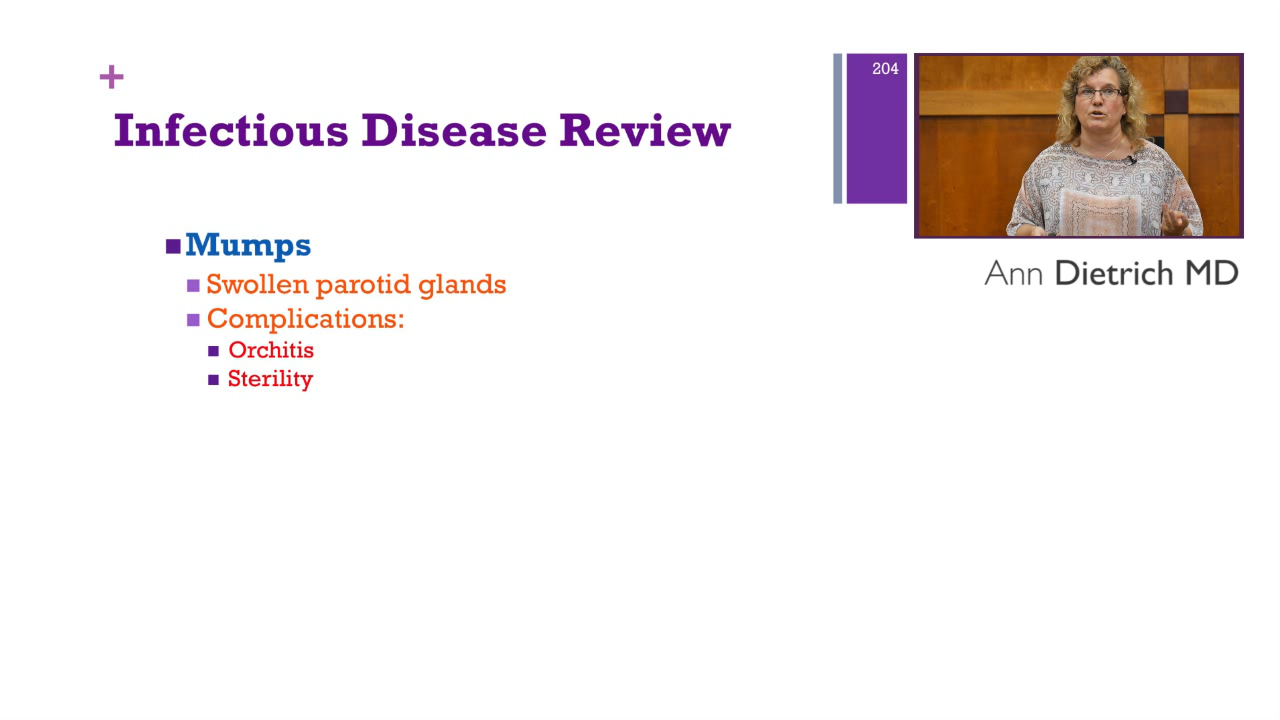 +
204
Infectious Disease Review
Mumps
Swollen parotid glands
Complications:
Orchitis
Sterility
Ann Dietrich MD